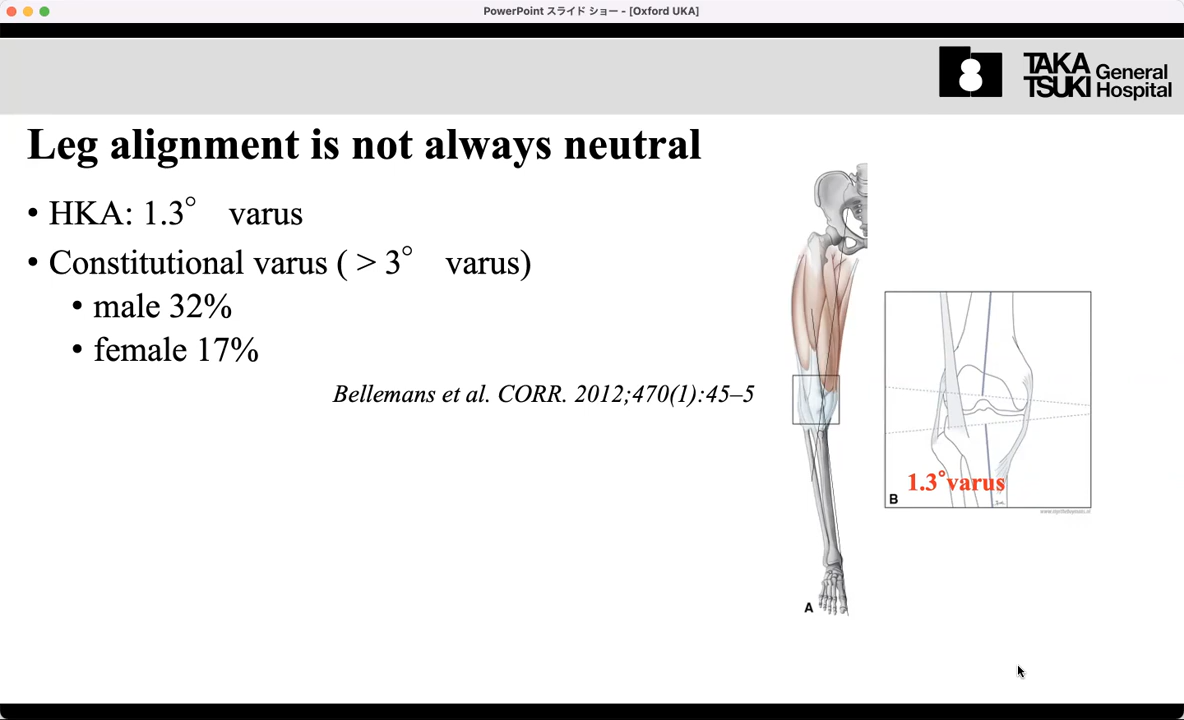 PowerPoint スライド ショー - [Oxford UKA]
TAKA
TSUKI
General
Hospital
Leg alignment is not always neutral
• HKA: 1.3° varus
• Constitutional varus ( > 3° varus)
• male 32%
• female 17%
Bellemans et al. CORR. 2012;470(1):45–5
1.3°varus
B
A